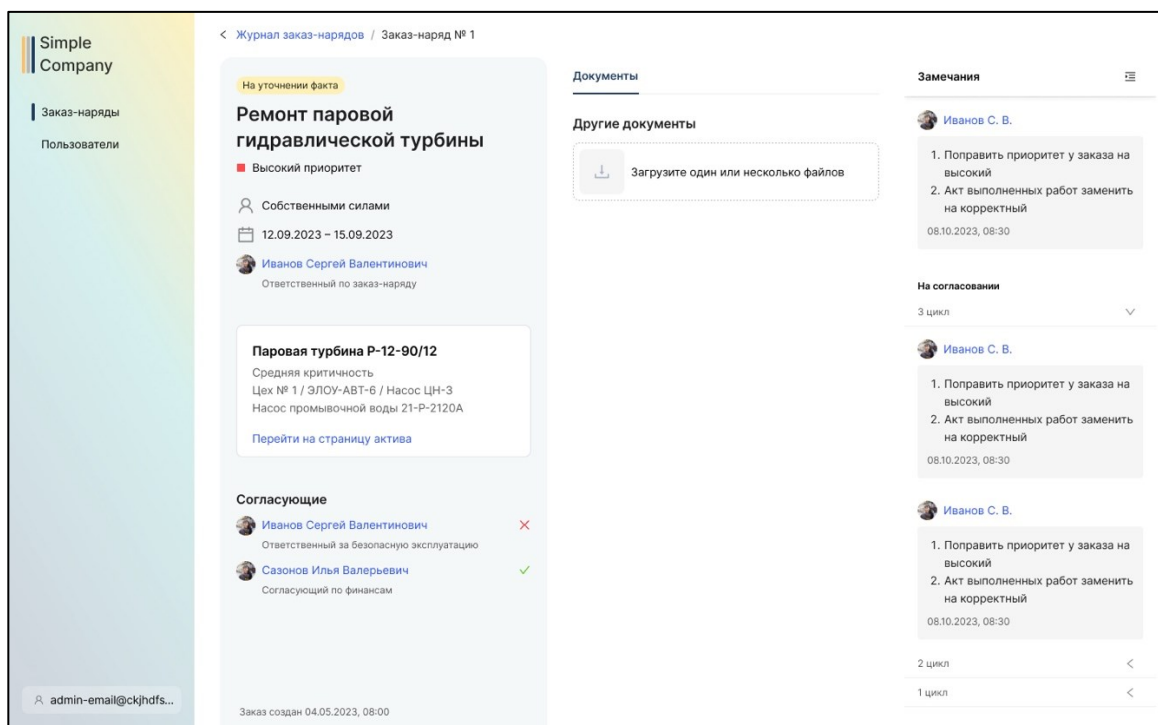 Simple
Company
Заказ-наряды
Пользователи
admin-email@ckjhdfs...
< Журнал заказ-нарядов / Заказ-наряд № 1
На уточнении факта
Ремонт паровой
гидравлической турбины
Высокий приоритет
Собственными силами
12.09.2023 – 15.09.2023
Иванов Сергей Валентинович
Ответственный по заказ-наряду
Паровая турбина Р-12-90/12
Средняя критичность
Цех № 1 / ЭЛОУ-АВТ-6 / Насос ЦН-3
Насос промывочной воды 21-Р-2120А
Перейти на страницу актива
Согласующие
Иванов Сергей Валентинович
Ответственный за безопасную эксплуатацию
Сазонов Илья Валерьевич
Согласующий по финансам
Заказ создан 04.05.2023, 08:00
Документы
Другие документы
Загрузите один или несколько файлов
Замечания
Иванов С. В.
1. Поправить приоритет у заказа на
высокий
2. Акт выполненных работ заменить
на корректный
08.10.2023, 08:30
На согласовании
3 цикл
Иванов С. В.
1. Поправить приоритет у заказа на
высокий
2. Акт выполненных работ заменить
на корректный
08.10.2023, 08:30
Иванов С. В.
1. Поправить приоритет у заказа на
высокий
2. Акт выполненных работ заменить
на корректный
08.10.2023, 08:30
2 цикл
1 цикл